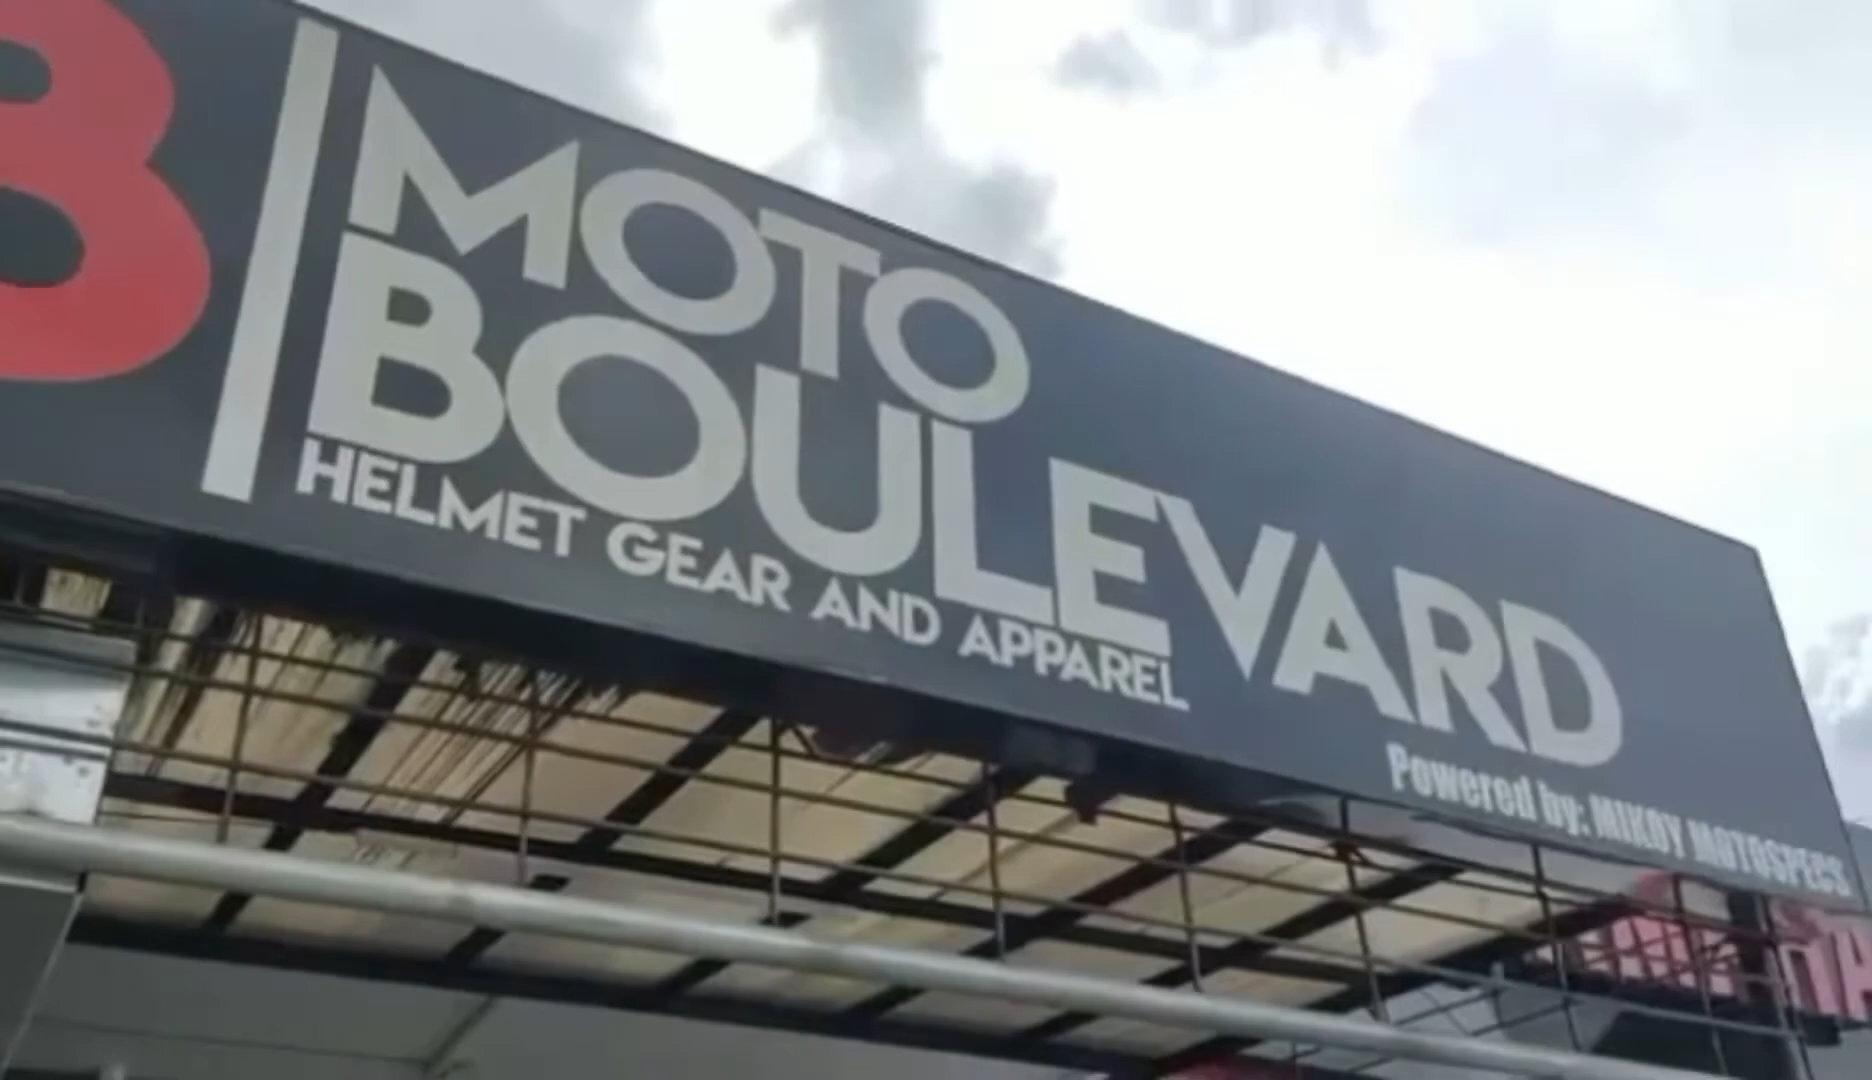 B
MOTO
BOULEVARD
HELMET GEAR AND APPAREL
Powered by: MIKOY MOTOSPECS